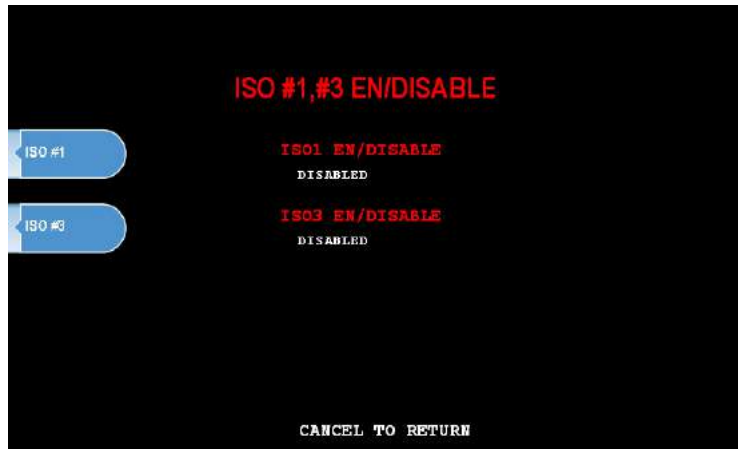 ISO #1,#3 EN/DISABLE
ISO #1
ISO1 EN/DISABLE
DISABLED
ISO #3
ISO3 EN/DISABLE
DISABLED
CANCEL TO RETURN